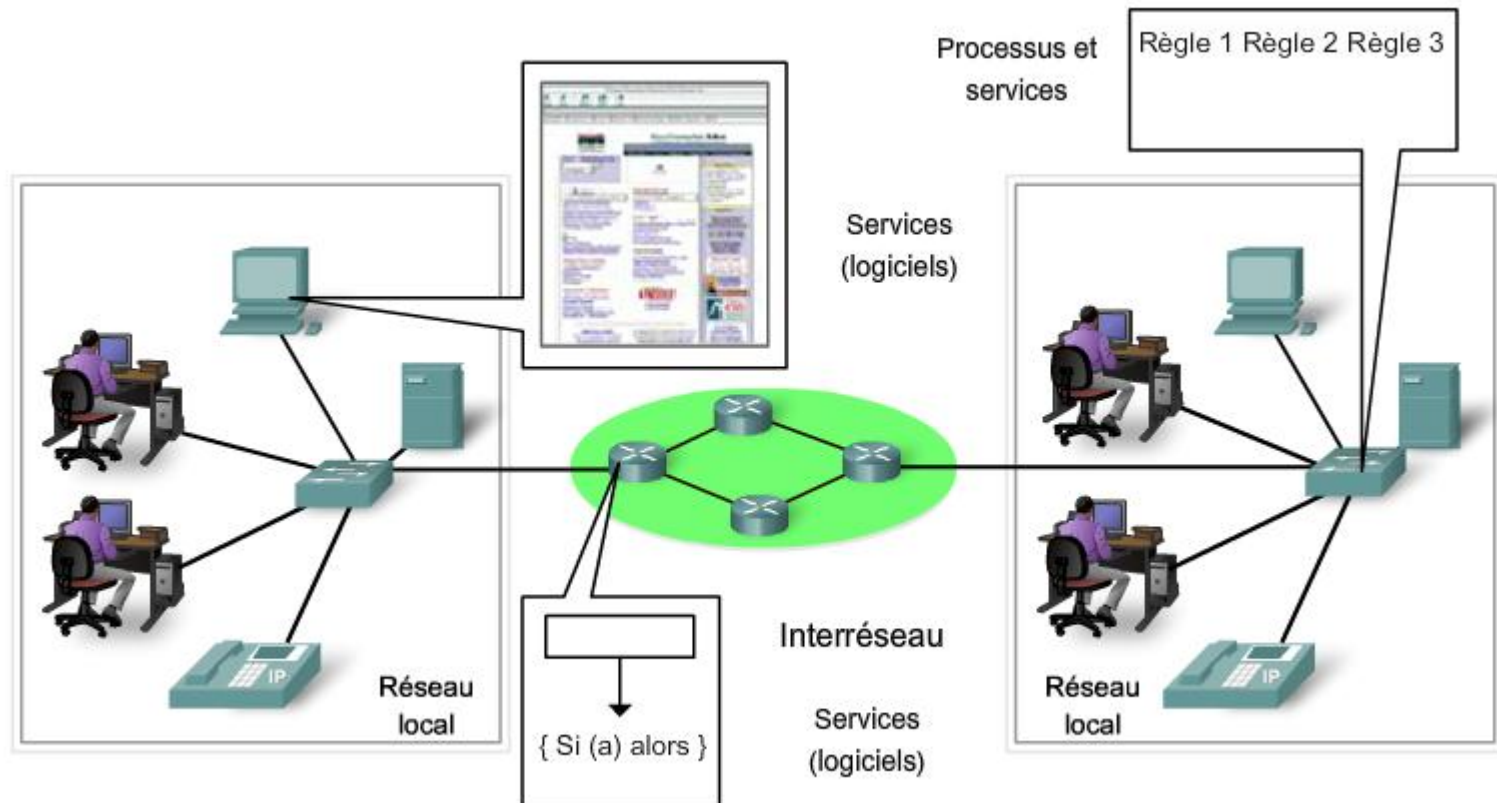 Processus et
services
Règle 1 Règle 2 Règle 3
Services
(logiciels)
IP
Réseau
local
{ Si (a) alors }
Interréseau
Services
(logiciels)
Réseau
local
IP